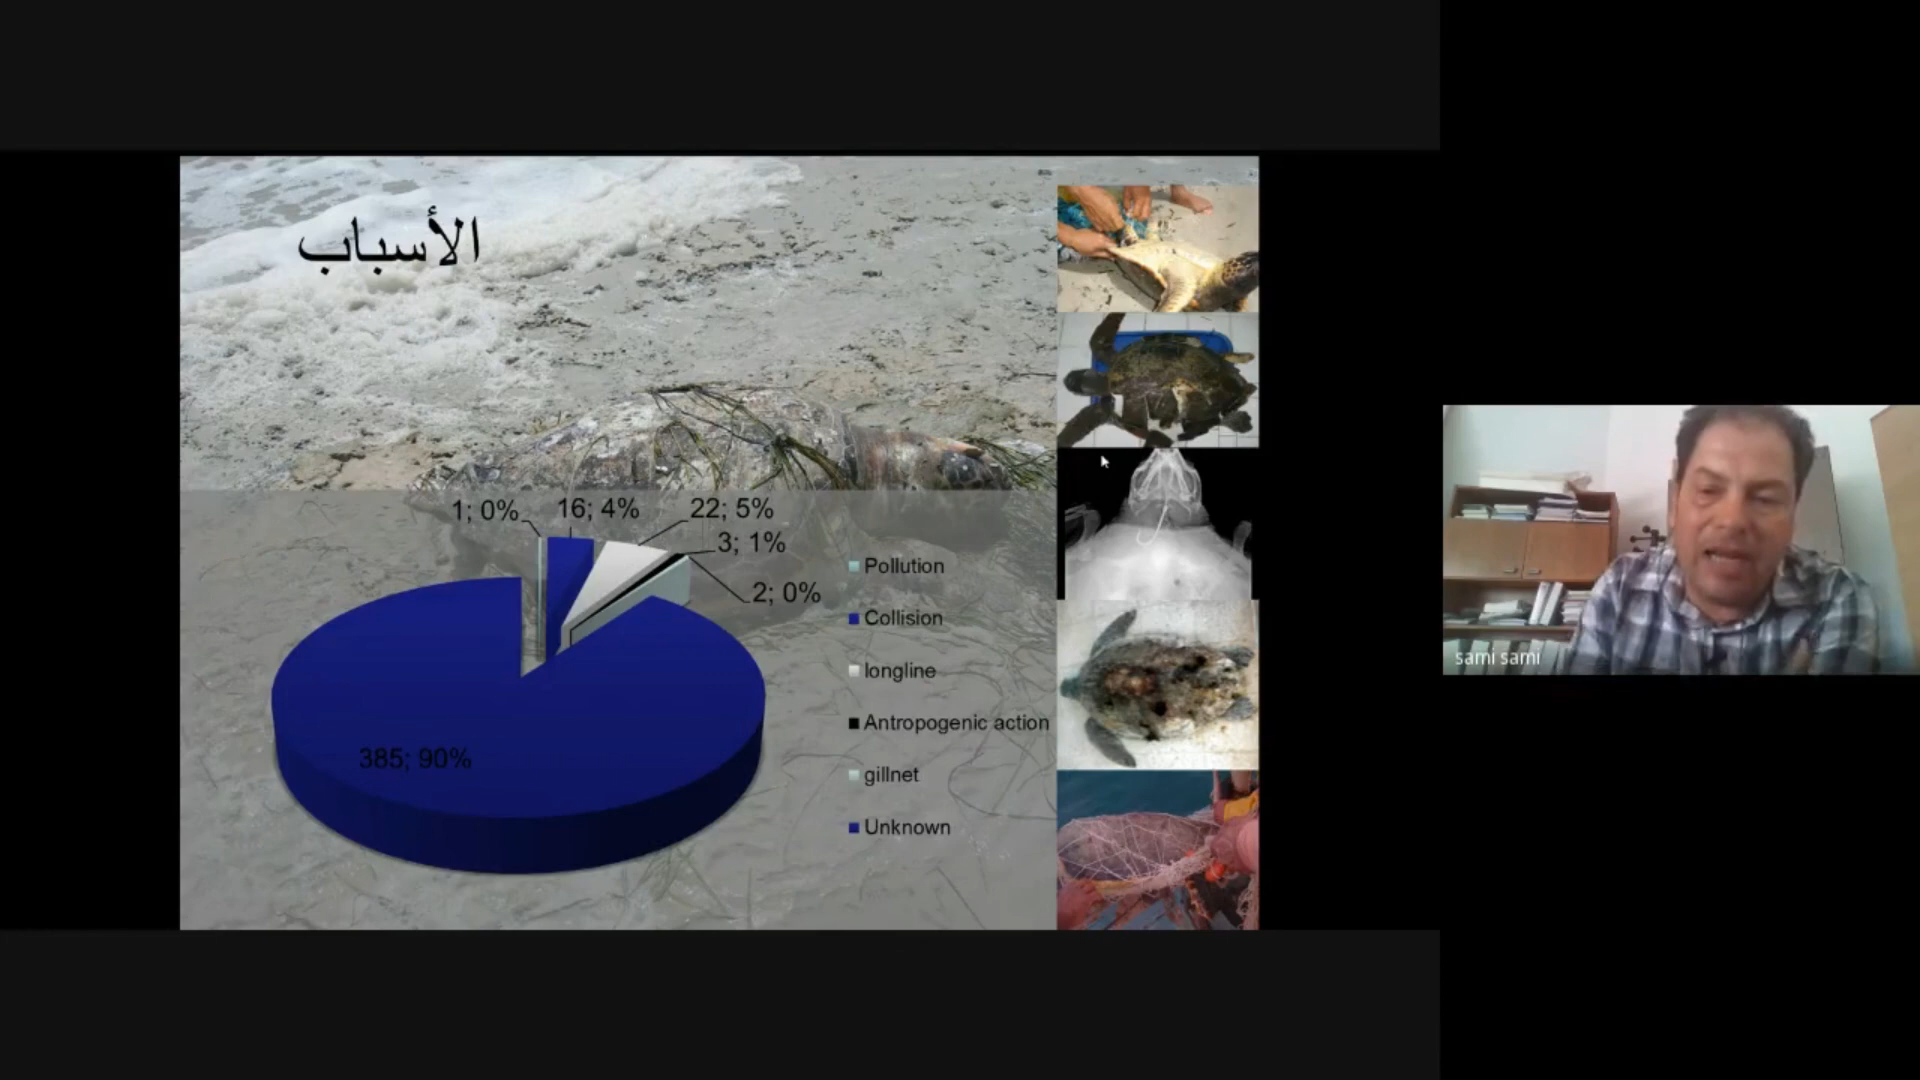 الأسباب
1; 0%
16; 4%
22; 5%
3; 1%
2; 0%
385; 90%
Pollution
Collision
longline
Antropogenic action
gillnet
Unknown
sami sami